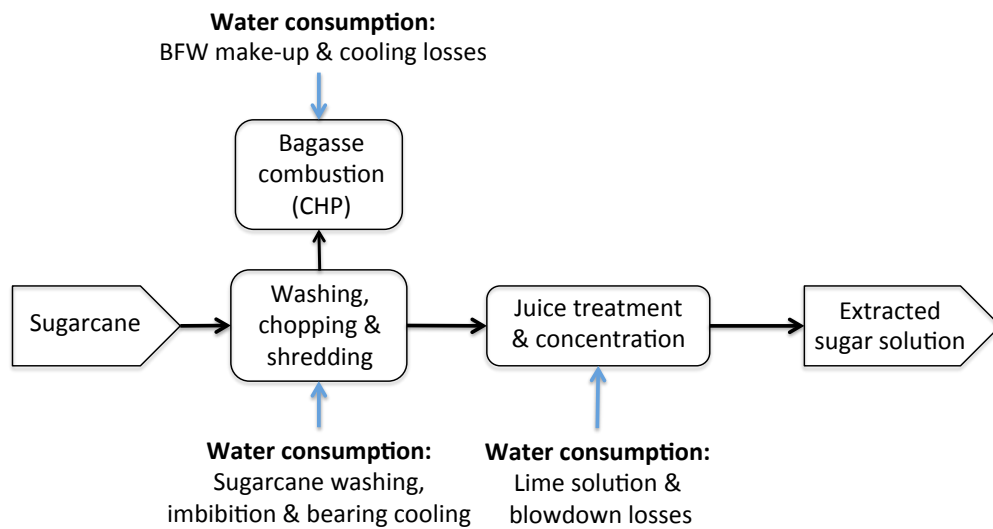 Water consumption:
BFW make-up & cooling losses
Bagasse
combustion
(CHP)
Sugarcane
Washing,
chopping &
shredding
Juice treatment
& concentration
Extracted
sugar solution
Water consumption:
Sugarcane washing,
imbibition & bearing cooling
Water consumption:
Lime solution &
blowdown losses